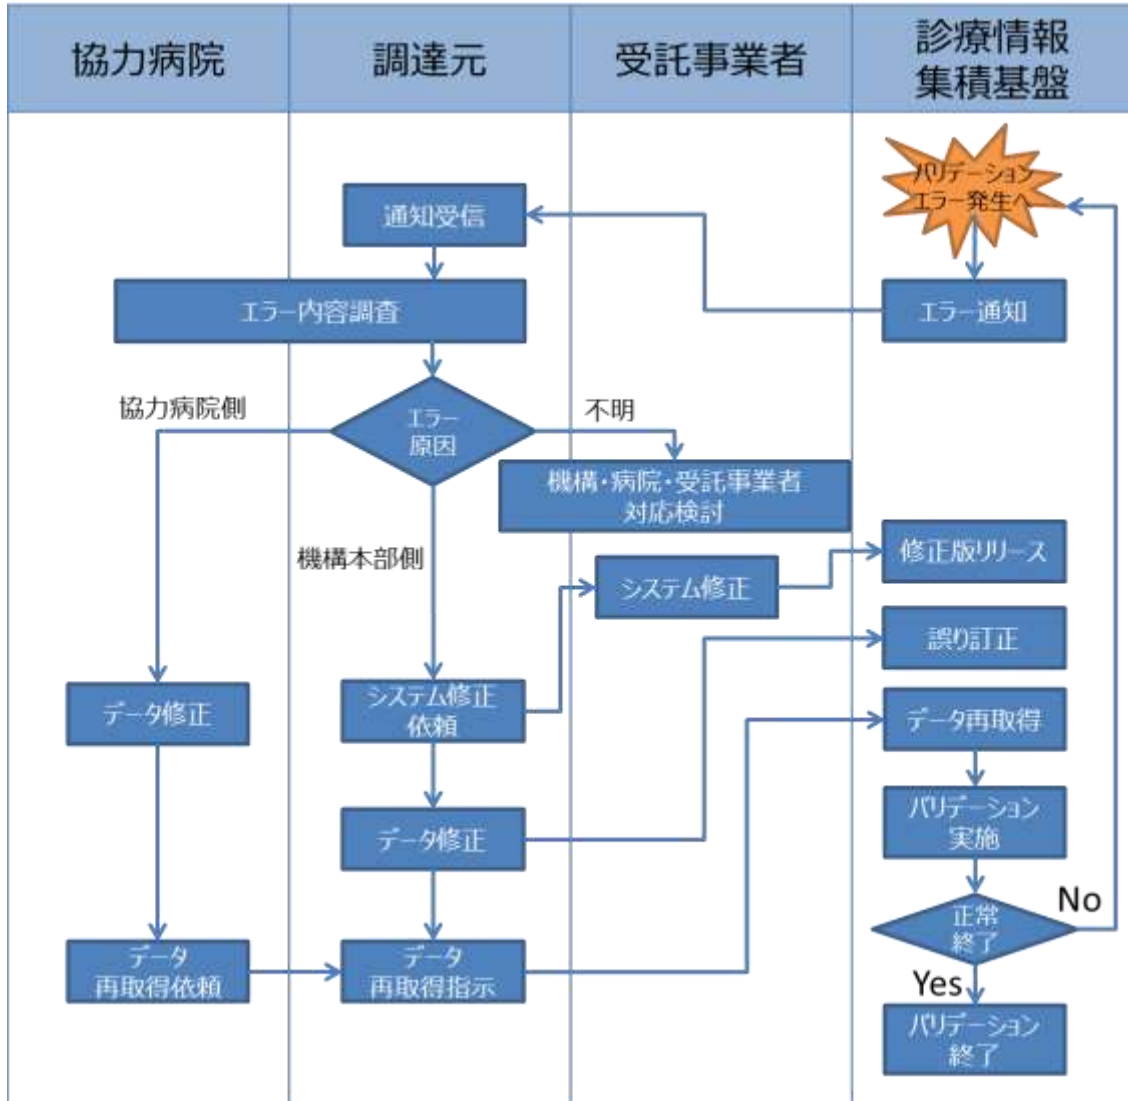 協力病院
調達元
受託事業者
診療情報
集積基盤
バリデーション
エラー発生へ
通知受信
エラー内容調査
エラー通知
協力病院側
エラー
原因
不明
機構・病院・受託事業者
対応検討
機構本部側
システム修正
修正版リリース
誤り訂正
データ修正
システム修正
依頼
データ再取得
データ修正
バリデーション
実施
正常
終了
No
Yes
データ
再取得依頼
データ
再取得指示
バリデーション
終了